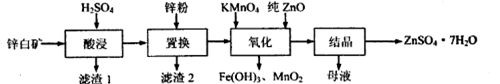 H₂SO₄ 锌粉 KMnO₄ 纯 ZnO
锌白矿 酸浸 置换 氧化 结晶 ZnSO₄・7H₂O
滤渣 1 滤渣 2 Fe(OH)₃、MnO₂ 母液